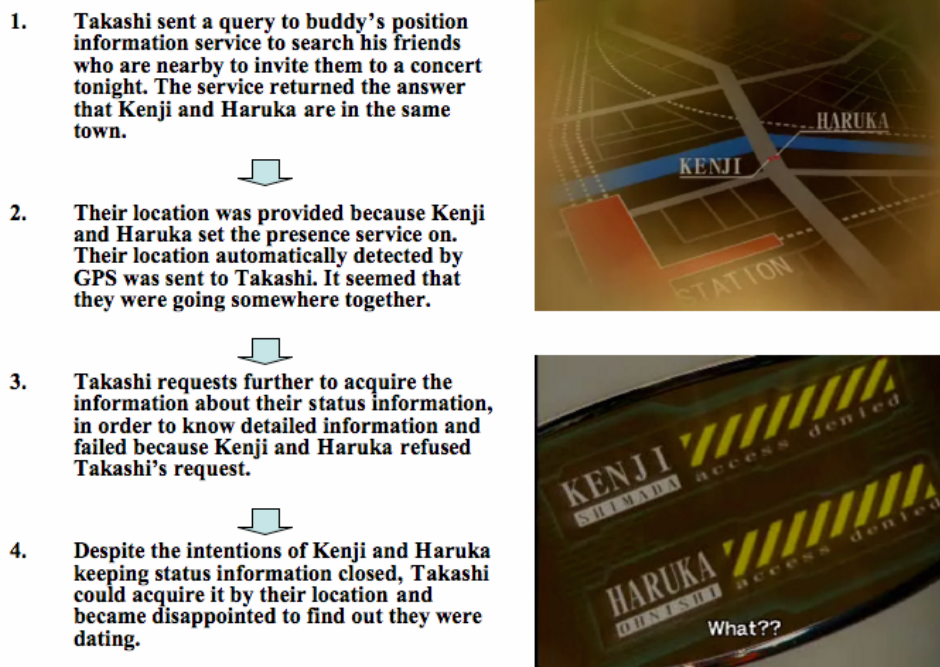 1. Takashi sent a query to buddy's position
information service to search his friends
who are nearby to invite them to a concert
tonight. The service returned the answer
that Kenji and Haruka are in the same
town.
2. Their location was provided because Kenji
and Haruka set the presence service on.
Their location automatically detected by
GPS was sent to Takashi. It seemed that
they were going somewhere together.
3. Takashi requests further to acquire the
information about their status information,
in order to know detailed information and
failed because Kenji and Haruka refused
Takashi's request.
4. Despite the intentions of Kenji and Haruka
keeping status information closed, Takashi
could acquire it by their location and
became disappointed to find out they were
dating.
HARUKA
KENJI
STATION
KENJI access denied
SHIMADA
HARUKA access denied
OHNISHI
What??